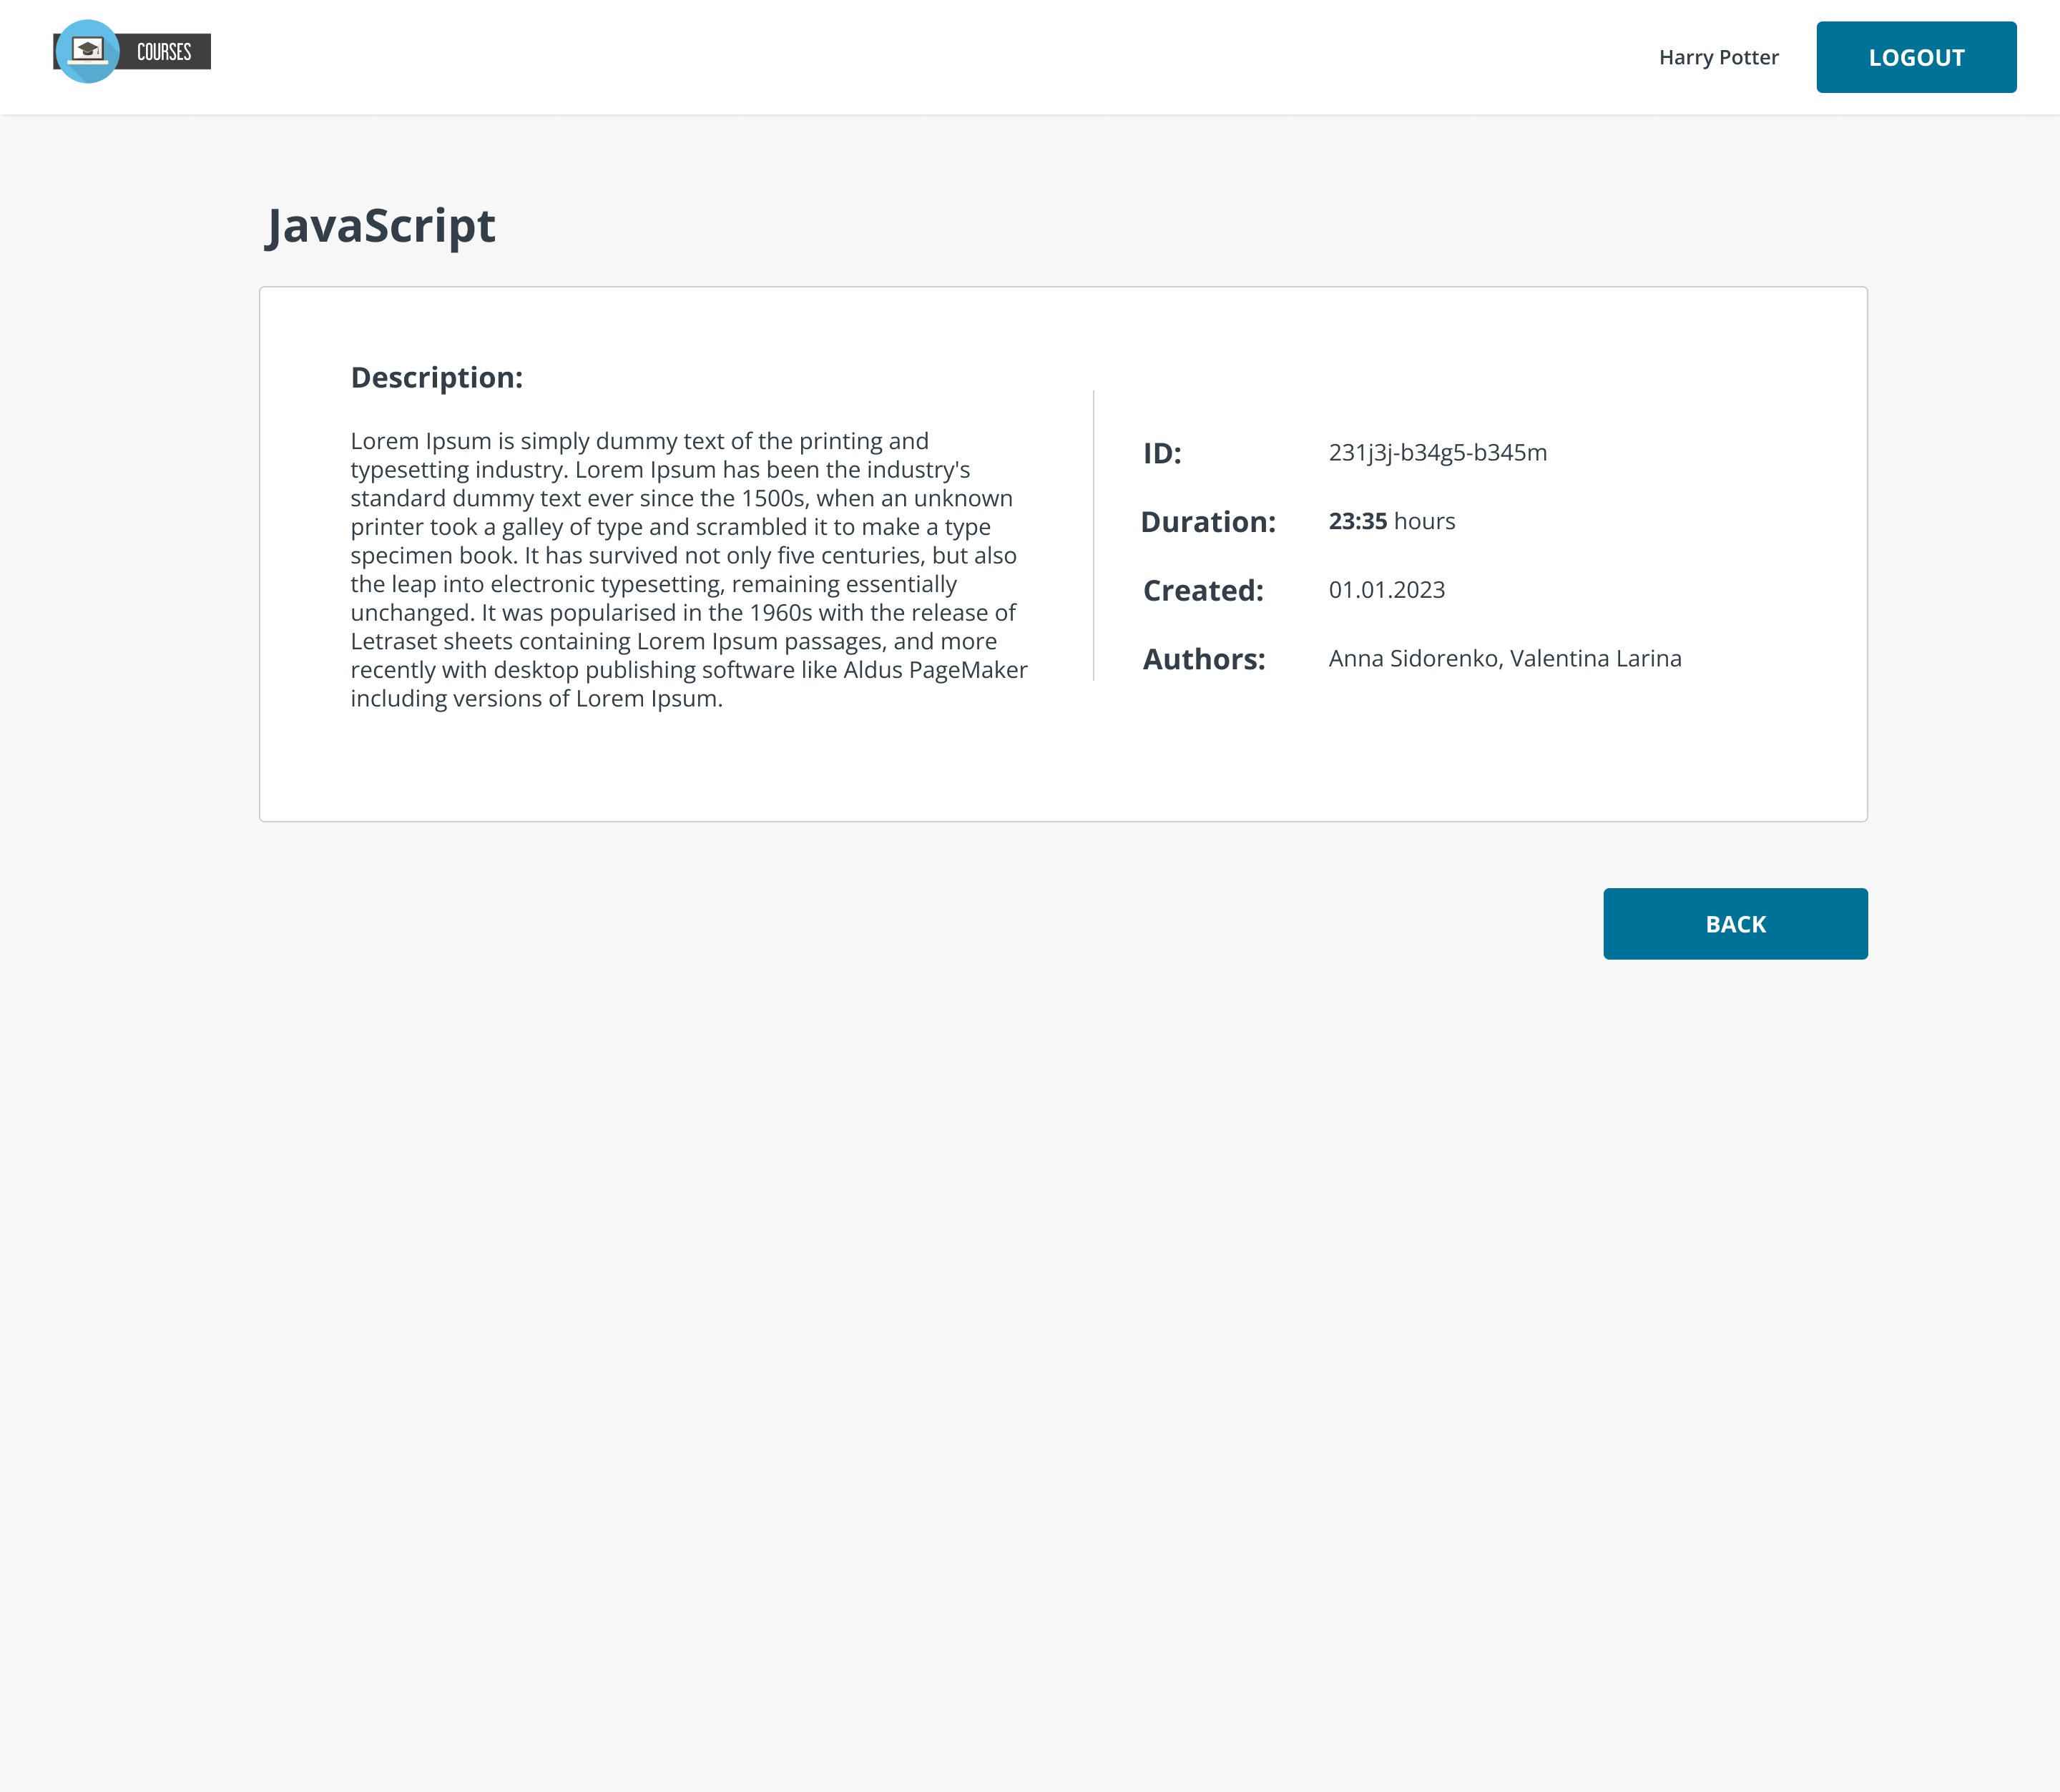 COURSES
Harry Potter
LOGOUT
JavaScript
Description:
Lorem Ipsum is simply dummy text of the printing and
typesetting industry. Lorem Ipsum has been the industry's
standard dummy text ever since the 1500s, when an unknown
printer took a galley of type and scrambled it to make a type
specimen book. It has survived not only five centuries, but also
the leap into electronic typesetting, remaining essentially
unchanged. It was popularised in the 1960s with the release of
Letraset sheets containing Lorem Ipsum passages, and more
recently with desktop publishing software like Aldus PageMaker
including versions of Lorem Ipsum.
ID: 231j3j-b34g5-b345m
Duration: 23:35 hours
Created: 01.01.2023
Authors: Anna Sidorenko, Valentina Larina
BACK